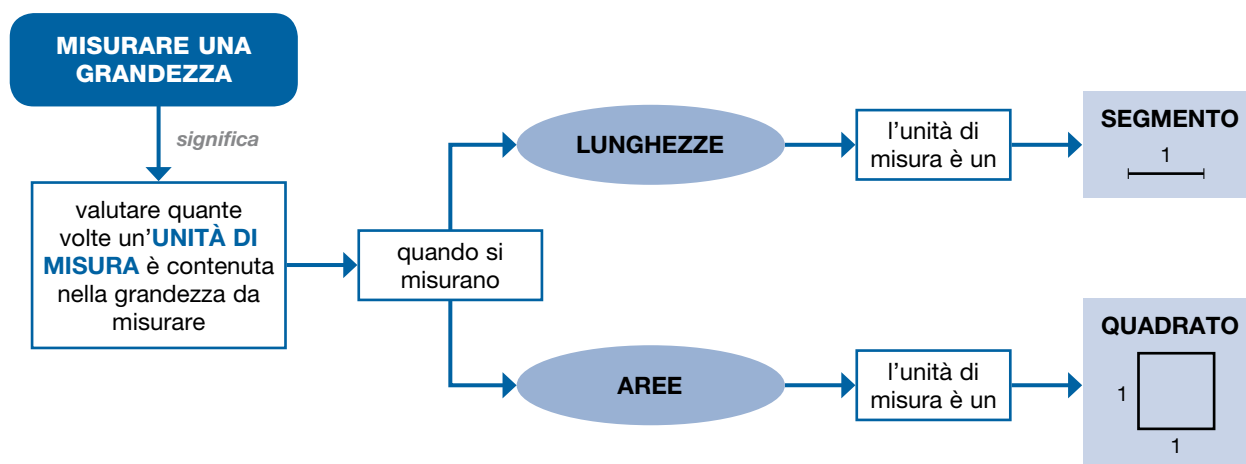 MISURARE UNA
GRANDEZZA
significa
valutare quante
volte un'UNITÀ DI
MISURA è contenuta
nella grandezza da
misurare
quando si
misurano
LUNGHEZZE
l'unità di
misura è un
SEGMENTO
1
AREE
l'unità di
misura è un
QUADRATO
1
1